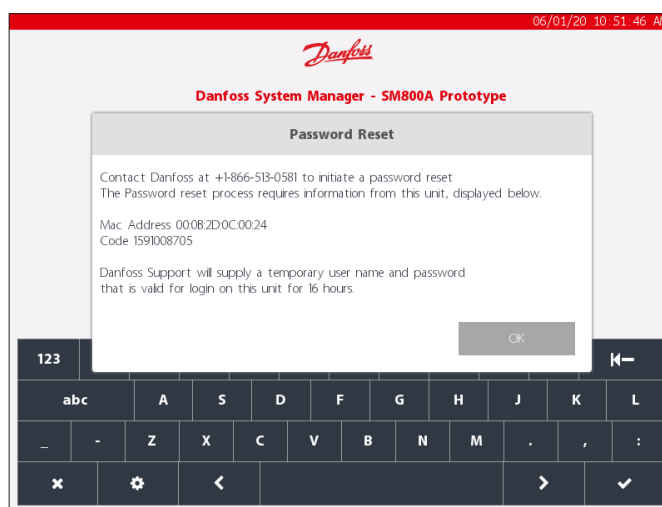 06/01/20 10:51:46 A
Danfoss
Danfoss System Manager - SM800A Prototype
Password Reset
Contact Danfoss at +1-866-513-0581 to initiate a password reset
The Password reset process requires information from this unit, displayed below.
Mac Address 00:0B:2D:0C:00:24
Code 1591008705
Danfoss Support will supply a temporary user name and password
that is valid for login on this unit for 16 hours.
OK
123
abc A S D F G H J K L
_ - Z X C V B N M . , :